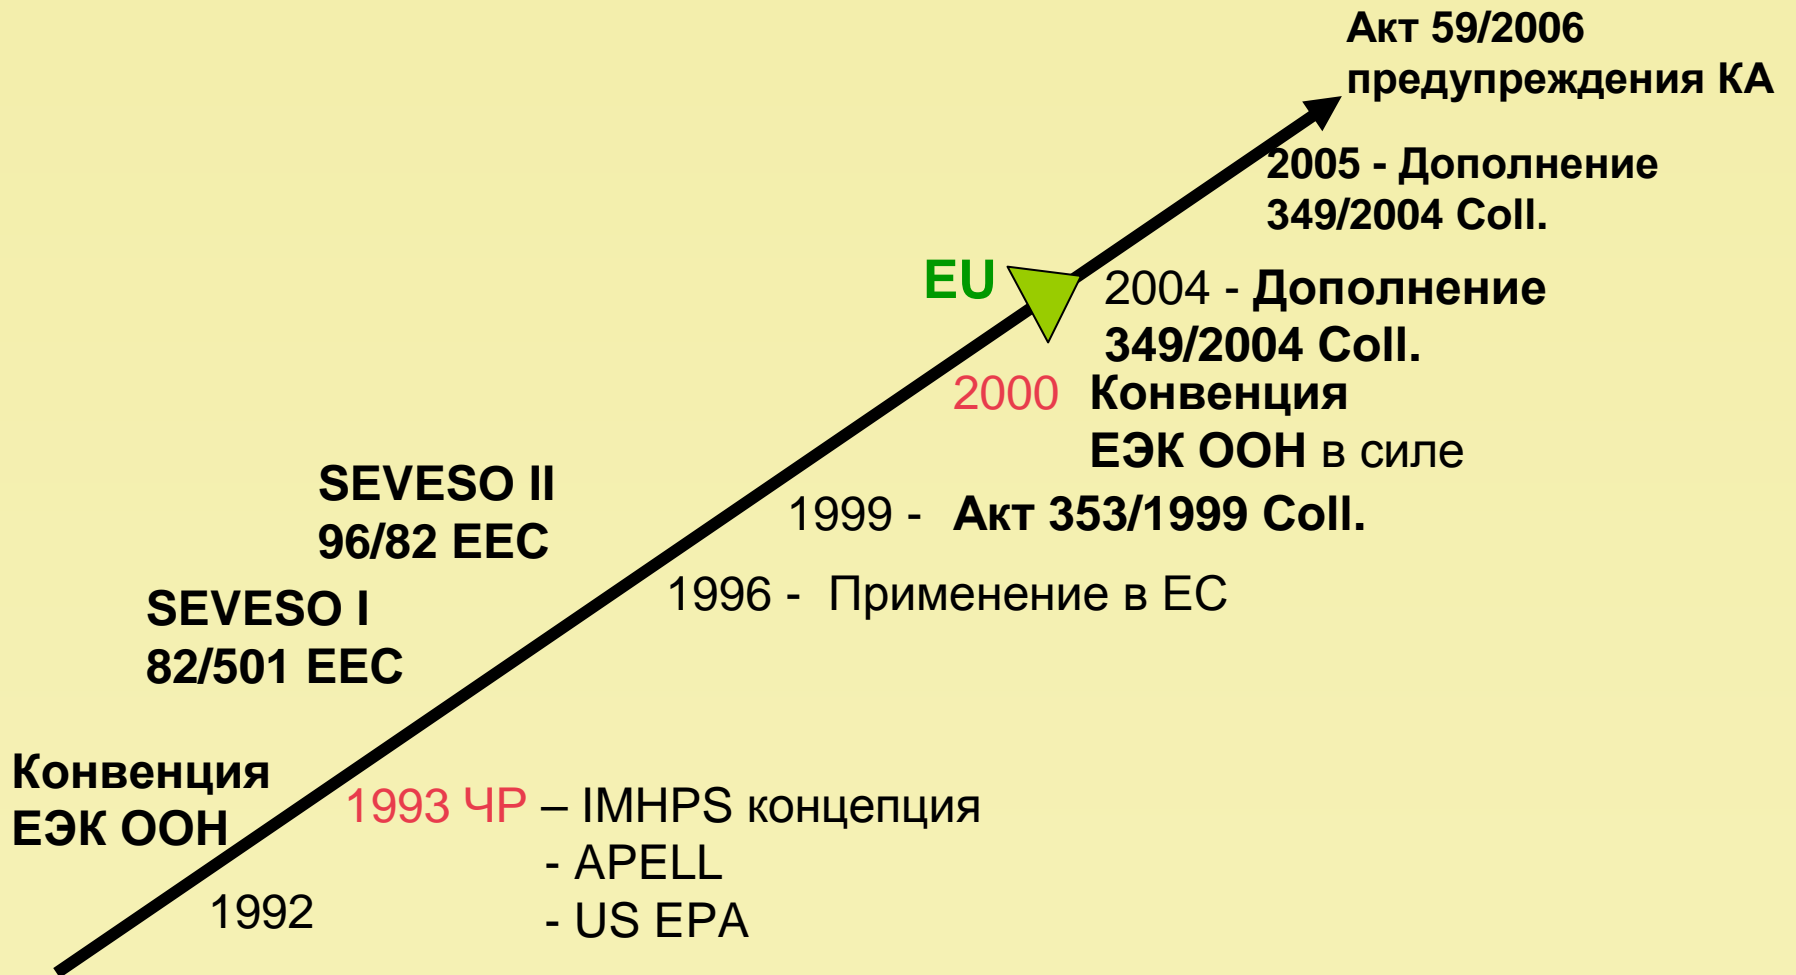 Акт 59/2006
предупреждения КА
2005 - Дополнение
349/2004 Coll.
EU
2004 - Дополнение
349/2004 Coll.
2000 Конвенция
ЕЭК ООН в силе
SEVESO II
96/82 EEC
1999 - Акт 353/1999 Coll.
1996 - Применение в ЕС
SEVESO I
82/501 EEC
Конвенция
ЕЭК ООН
1993 ЧР – IMHPS концепция
- APELL
- US EPA
1992